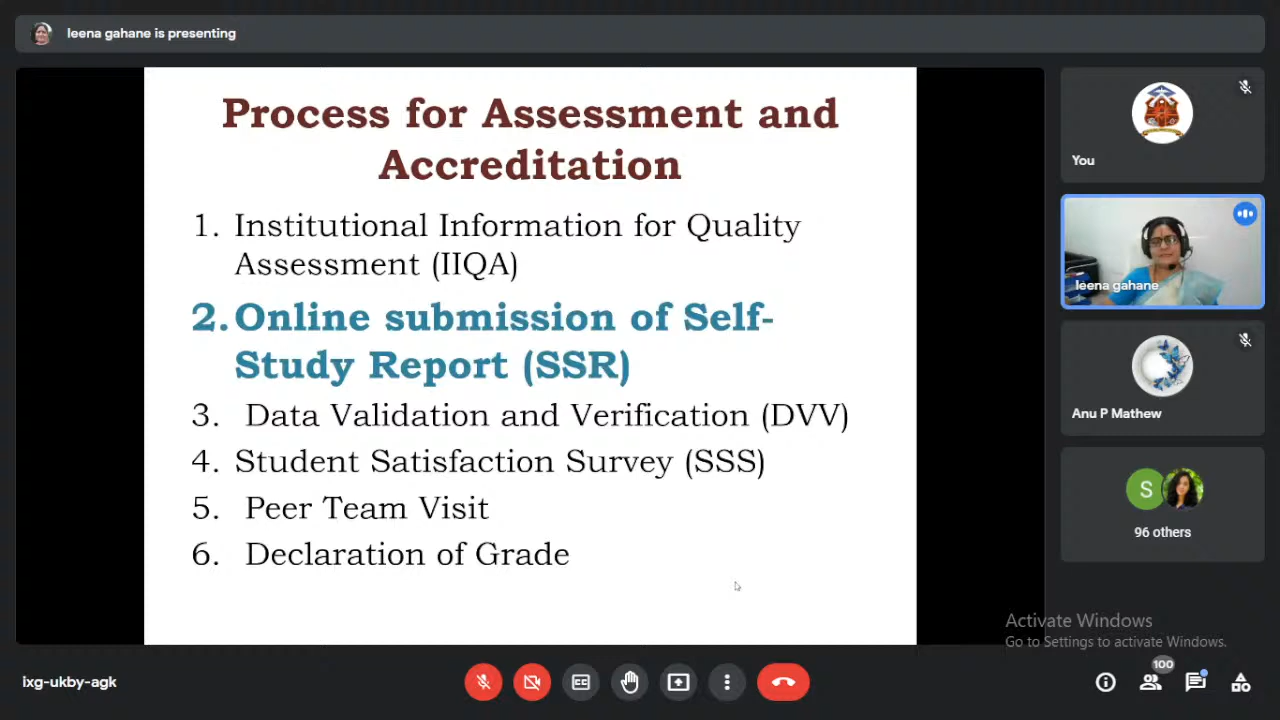 leena gahane is presenting
Process for Assessment and
Accreditation
1. Institutional Information for Quality
Assessment (IIQA)
2. Online submission of Self-
Study Report (SSR)
3. Data Validation and Verification (DVV)
4. Student Satisfaction Survey (SSS)
5. Peer Team Visit
6. Declaration of Grade
You
leena gahane
Anu P Mathew
S
96 others
Activate Windows
Go to Settings to activate Windows.
ixg-ukby-agk
CC
100